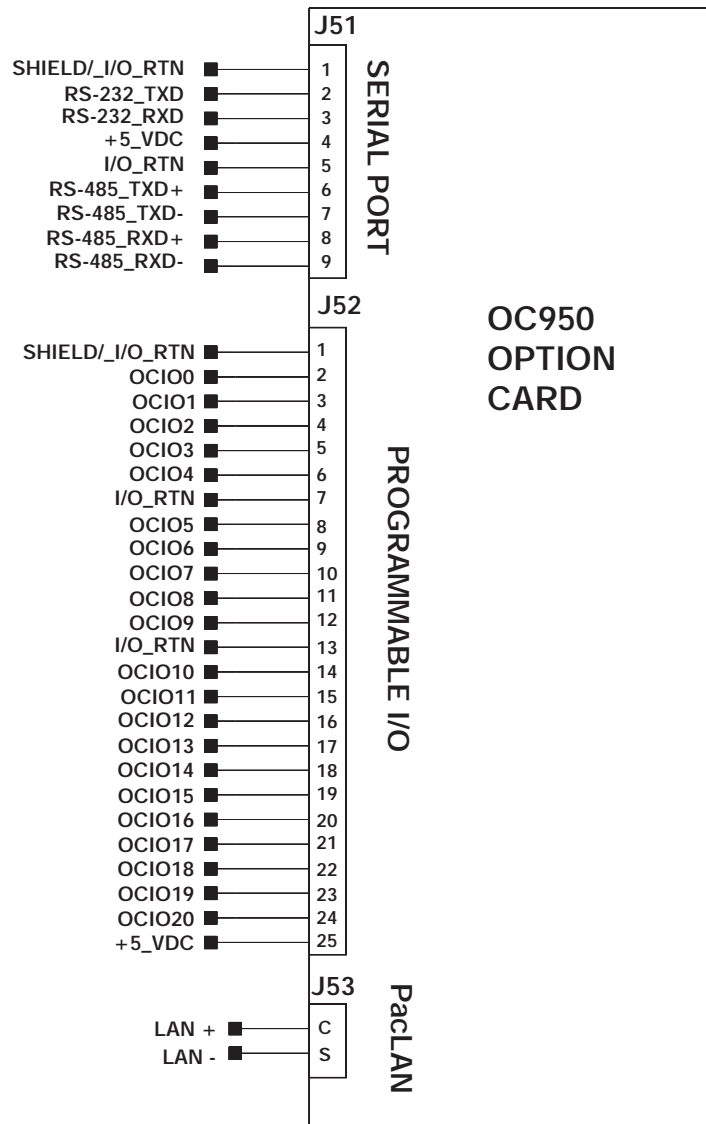 J51
SHIELD/_I/O_RTN 1
RS-232_TXD 2
RS-232_RXD 3
+5_VDC 4
I/O_RTN 5
RS-485_TXD+ 6
RS-485_TXD- 7
RS-485_RXD+ 8
RS-485_RXD- 9
SERIAL PORT
J52
SHIELD/_I/O_RTN 1
OCIO0 2
OCIO1 3
OCIO2 4
OCIO3 5
OCIO4 6
I/O_RTN 7
OCIO5 8
OCIO6 9
OCIO7 10
OCIO8 11
OCIO9 12
I/O_RTN 13
OCIO10 14
OCIO11 15
OCIO12 16
OCIO13 17
OCIO14 18
OCIO15 19
OCIO16 20
OCIO17 21
OCIO18 22
OCIO19 23
OCIO20 24
+5_VDC 25
PROGRAMMABLE I/O
OC950
OPTION
CARD
J53
LAN + C
LAN - S
PacLAN